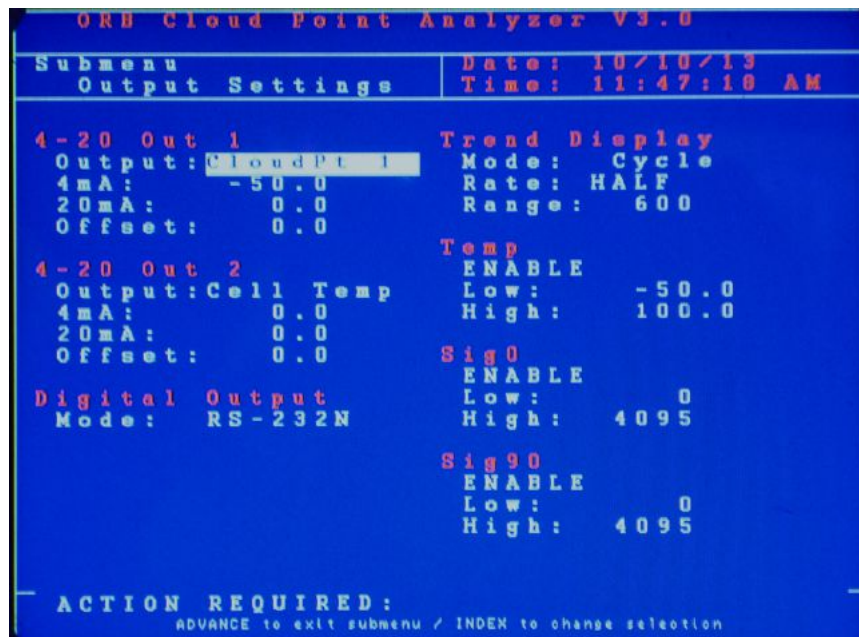 ORB Cloud Point Analyzer V3.0
Submenu
Output Settings
Date: 10/10/13
Time: 11:47:18 AM
4-20 Out 1
Output:CloudPt 1
4mA: -50.0
20mA: 0.0
Offset: 0.0
4-20 Out 2
Output:Cell Temp
4mA: 0.0
20mA: 0.0
Offset: 0.0
Digital Output
Mode: RS-232N
Trend Display
Mode: Cycle
Rate: HALF
Range: 600
Temp
ENABLE
Low: -50.0
High: 100.0
Sig0
ENABLE
Low: 0
High: 4095
Sig90
ENABLE
Low: 0
High: 4095
ACTION REQUIRED:
ADVANCE to exit submenu / INDEX to change selection